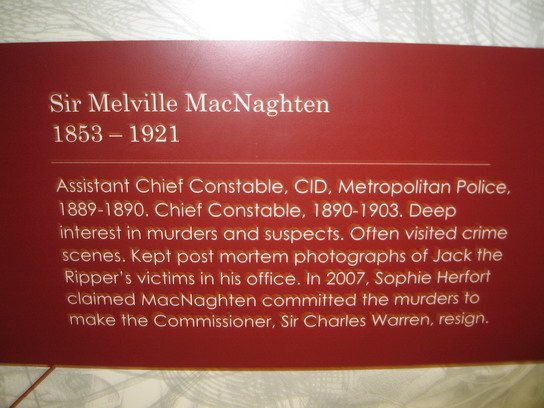 Sir Melville MacNaghten
1853 – 1921
Assistant Chief Constable, CID, Metropolitan Police,
1889-1890. Chief Constable, 1890-1903. Deep
interest in murders and suspects. Often visited crime
scenes. Kept post mortem photographs of Jack the
Ripper's victims in his office. In 2007, Sophie Herfort
claimed MacNaghten committed the murders to
make the Commissioner, Sir Charles Warren, resign.